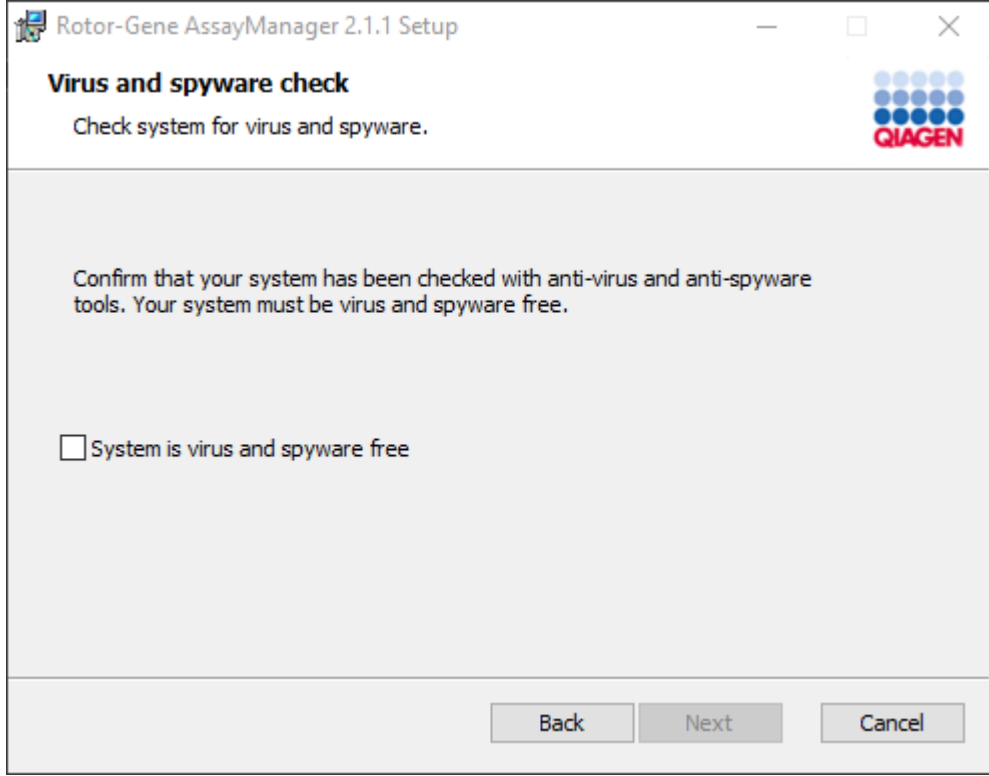 Rotor-Gene AssayManager 2.1.1 Setup
Virus and spyware check
Check system for virus and spyware.
QIAGEN
Confirm that your system has been checked with anti-virus and anti-spyware
tools. Your system must be virus and spyware free.
System is virus and spyware free
Back Next Cancel